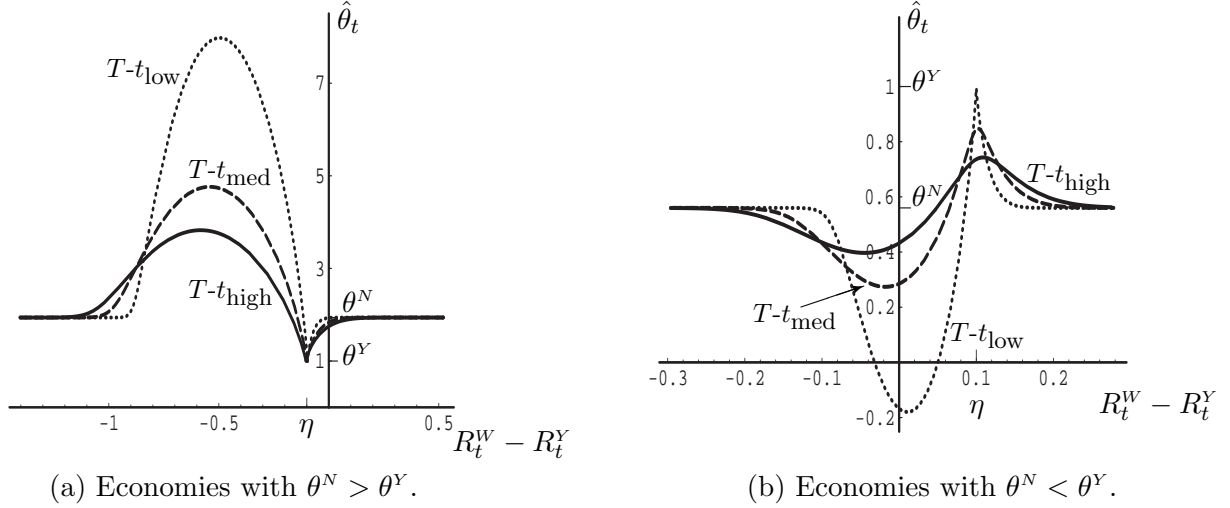 θ̂_t
T-t_low
7
T-t_med
5
3
T-t_high
θ^N
1 θ^Y
-1 -0.5 η 0.5
R_t^W − R_t^Y
(a) Economies with θ^N > θ^Y.
θ̂_t
1 θ^Y
0.8
T-t_high
0.6 θ^N
0.4
0.2
T-t_med
T-t_low
-0.3 -0.2 -0.1 0.1 0.2
η
R_t^W − R_t^Y
-0.2
(b) Economies with θ^N < θ^Y.